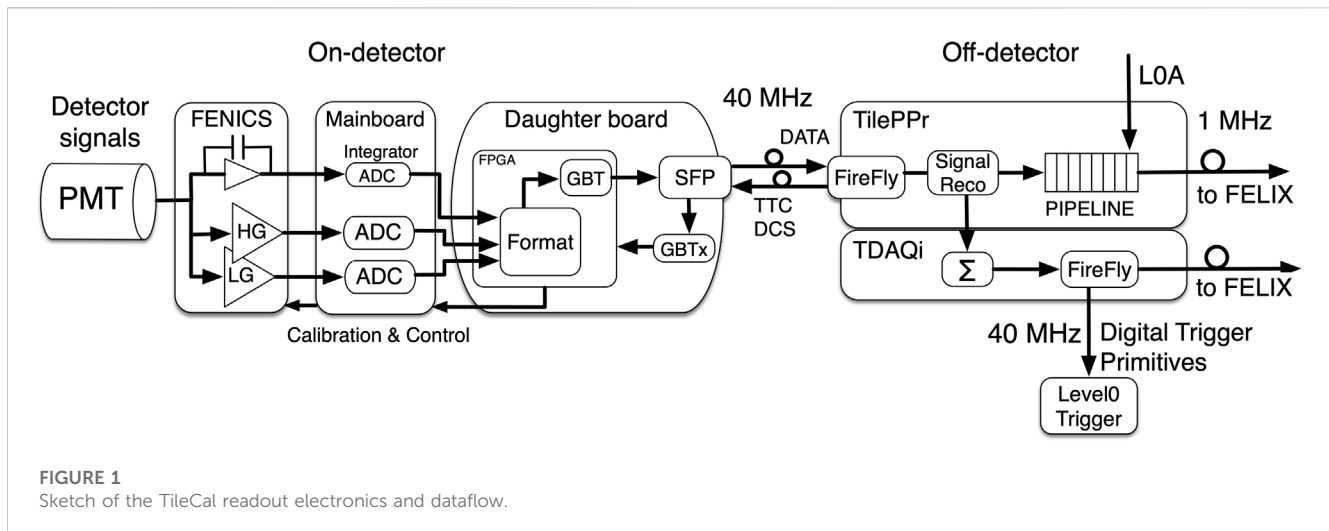 On-detector
Off-detector
Detector
signals
PMT
FENICS
HG
LG
Mainboard
Integrator
ADC
ADC
ADC
Calibration & Control
Daughter board
FPGA
GBT
Format
SFP
GBTx
40 MHz
DATA
TTC
DCS
L0A
TilePPr
FireFly
Signal
Reco
PIPELINE
1 MHz
to FELIX
TDAQi
Σ
FireFly
to FELIX
40 MHz
Digital Trigger
Primitives
Level0
Trigger
FIGURE 1
Sketch of the TileCal readout electronics and dataflow.